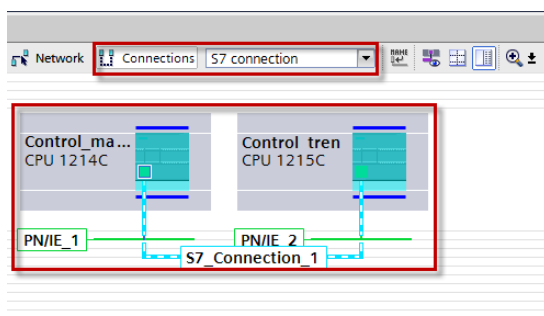 Network Connections S7 connection
Control_ma... Control tren
CPU 1214C CPU 1215C
PN/IE_1 PN/IE_2
S7_Connection_1